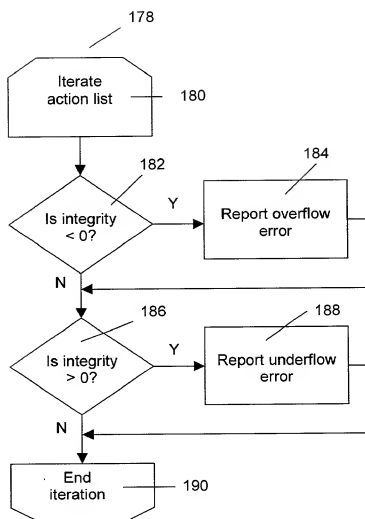 178
Iterate
action list
180
182
Is integrity
< 0?
Y
184
Report overflow
error
N
186
Is integrity
> 0?
Y
188
Report underflow
error
N
End
iteration
190